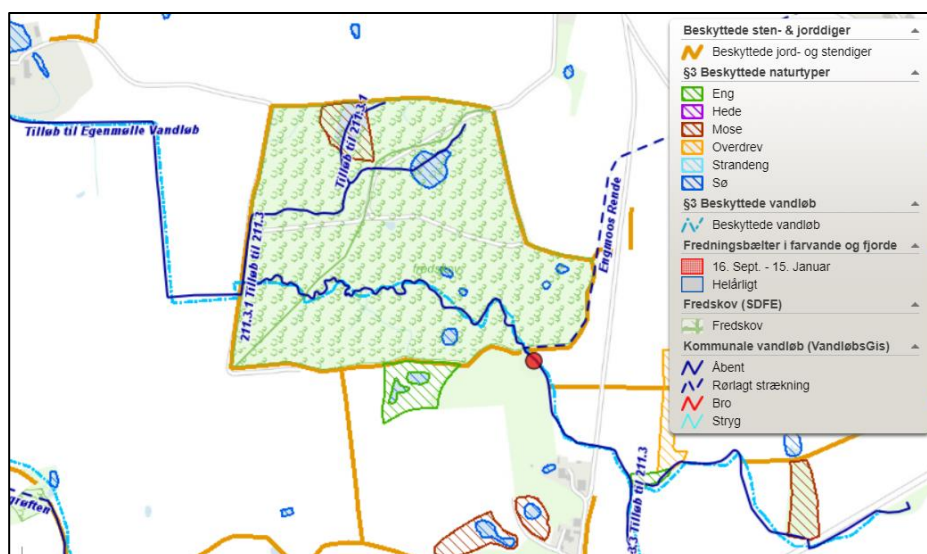 Tilløb til Egenmølle Vandløb
Tilløb til 211.3.1
211.3.1 Tilløb til 211.3
fredskov
Engmoos Rende
Tilløb til 211.3
grøften
Beskyttede sten- & jorddiger
Beskyttede jord- og stendiger
§3 Beskyttede naturtyper
Eng
Hede
Mose
Overdrev
Strandeng
Sø
§3 Beskyttede vandløb
Beskyttede vandløb
Fredningsbælter i farvande og fjorde
16. Sept. - 15. Januar
Helårligt
Fredskov (SDFE)
Fredskov
Kommunale vandløb (VandløbsGis)
Åbent
Rørlagt strækning
Bro
Stryg